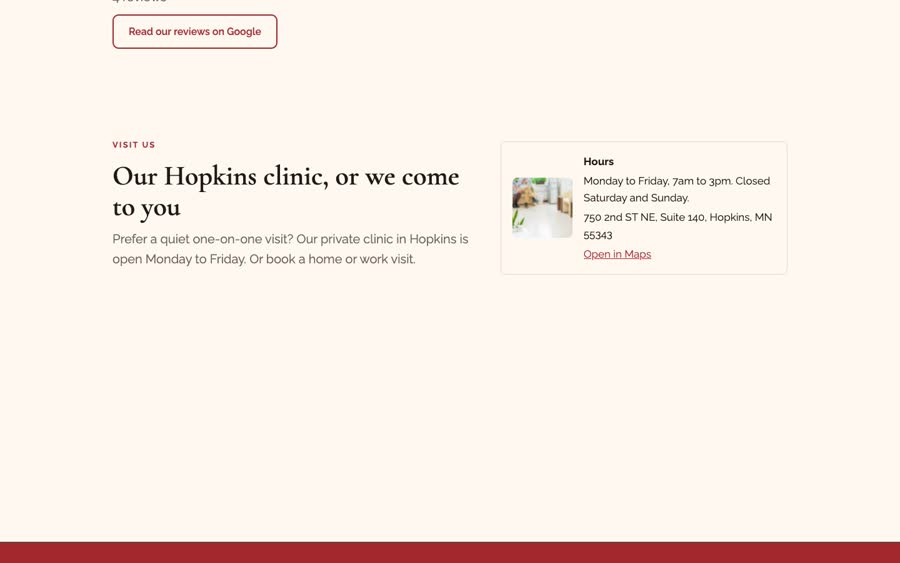 Read our reviews on Google
VISIT US
Our Hopkins clinic, or we come
to you
Prefer a quiet one-on-one visit? Our private clinic in Hopkins is
open Monday to Friday. Or book a home or work visit.
Hours
Monday to Friday, 7am to 3pm. Closed
Saturday and Sunday.
750 2nd ST NE, Suite 140, Hopkins, MN
55343
Open in Maps